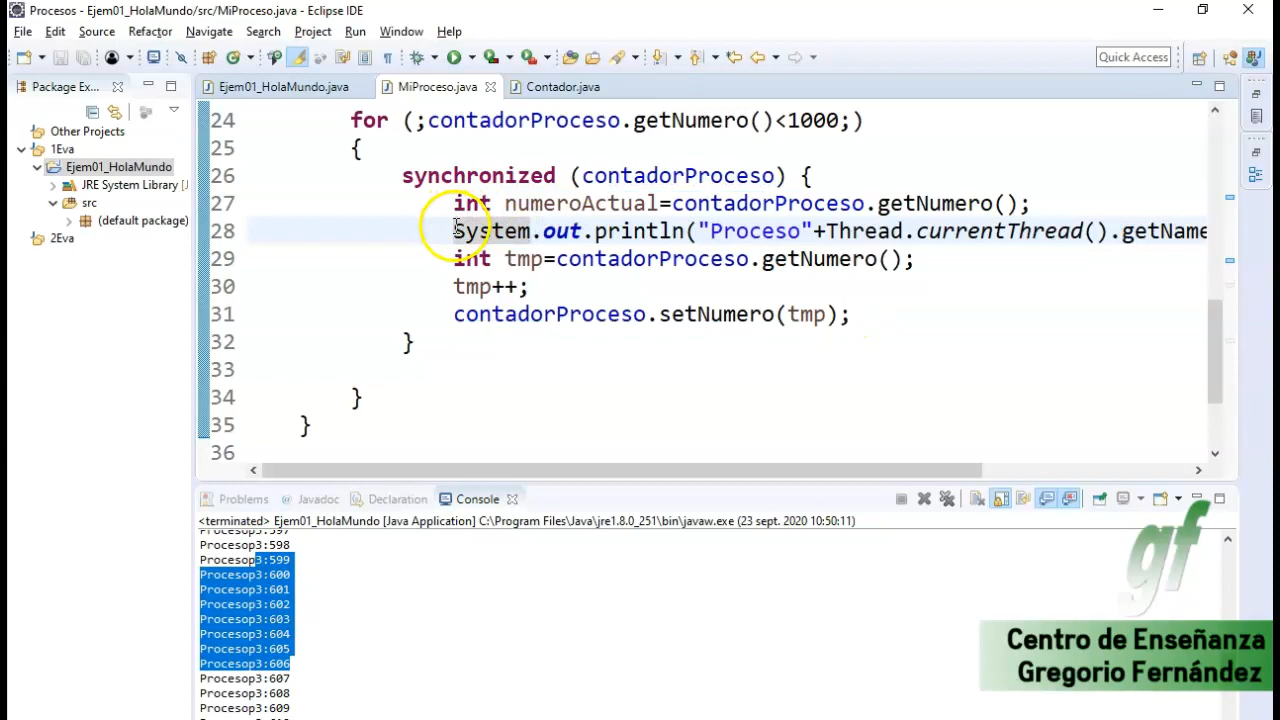 Procesos - Ejem01_HolaMundo/src/MiProceso.java - Eclipse IDE
File Edit Source Refactor Navigate Search Project Run Window Help
Quick Access
Package Ex...
Ejem01_HolaMundo.java MiProceso.java Contador.java
Other Projects
1Eva
Ejem01_HolaMundo
JRE System Library [J
src
(default package)
2Eva
24 for (;contadorProceso.getNumero()<1000;)
25 {
26 synchronized (contadorProceso) {
27 int numeroActual=contadorProceso.getNumero();
28 System.out.println("Proceso"+Thread.currentThread().getName
29 int tmp=contadorProceso.getNumero();
30 tmp++;
31 contadorProceso.setNumero(tmp);
32 }
33
34 }
35 }
36
Problems @ Javadoc Declaration Console
<terminated> Ejem01_HolaMundo [Java Application] C:\Program Files\Java\jre1.8.0_251\bin\javaw.exe (23 sept. 2020 10:50:11)
Procesop3:597
Procesop3:598
Procesop3:599
Procesop3:600
Procesop3:601
Procesop3:602
Procesop3:603
Procesop3:604
Procesop3:605
Procesop3:606
Procesop3:607
Procesop3:608
Procesop3:609
gf
Centro de Enseñanza
Gregorio Fernández